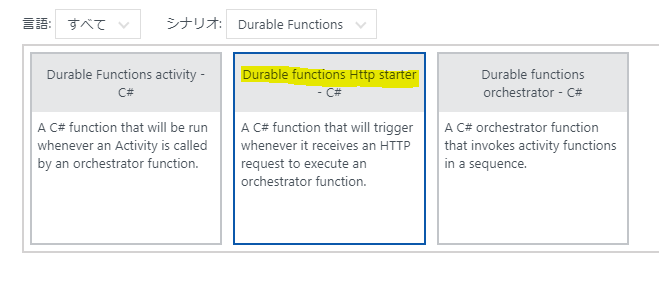 言語: すべて シナリオ: Durable Functions
Durable Functions activity -
C#
A C# function that will be run
whenever an Activity is called
by an orchestrator function.
Durable functions Http starter
- C#
A C# function that will trigger
whenever it receives an HTTP
request to execute an
orchestrator function.
Durable functions
orchestrator - C#
A C# orchestrator function
that invokes activity functions
in a sequence.